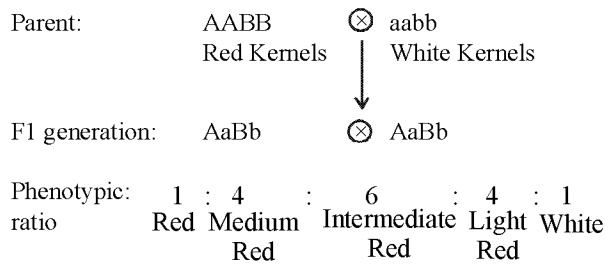 Parent: AABB ⊗ aabb
Red Kernels White Kernels
F1 generation: AaBb ⊗ AaBb
Phenotypic: 1 : 4 : 6 : 4 : 1
ratio Red Medium Intermediate Light White
Red Red Red